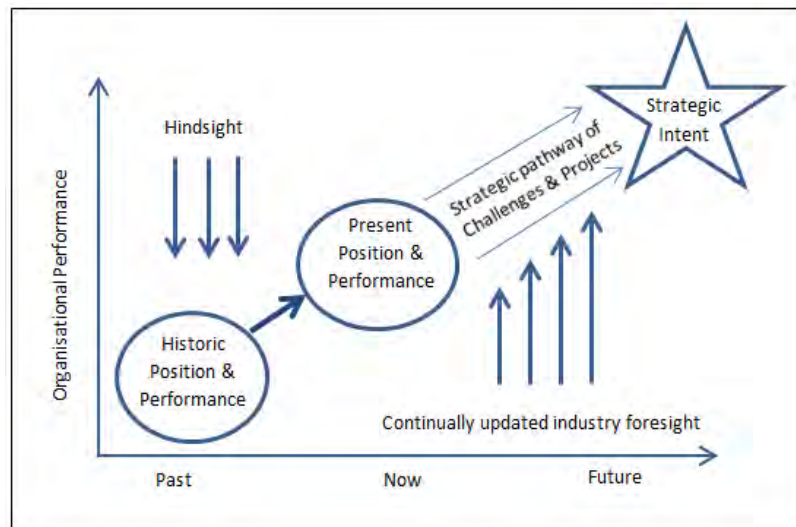 Organisational Performance
Hindsight
Historic
Position &
Performance
Present
Position &
Performance
Strategic pathway of
Challenges & Projects
Strategic
Intent
Continually updated industry foresight
Past
Now
Future